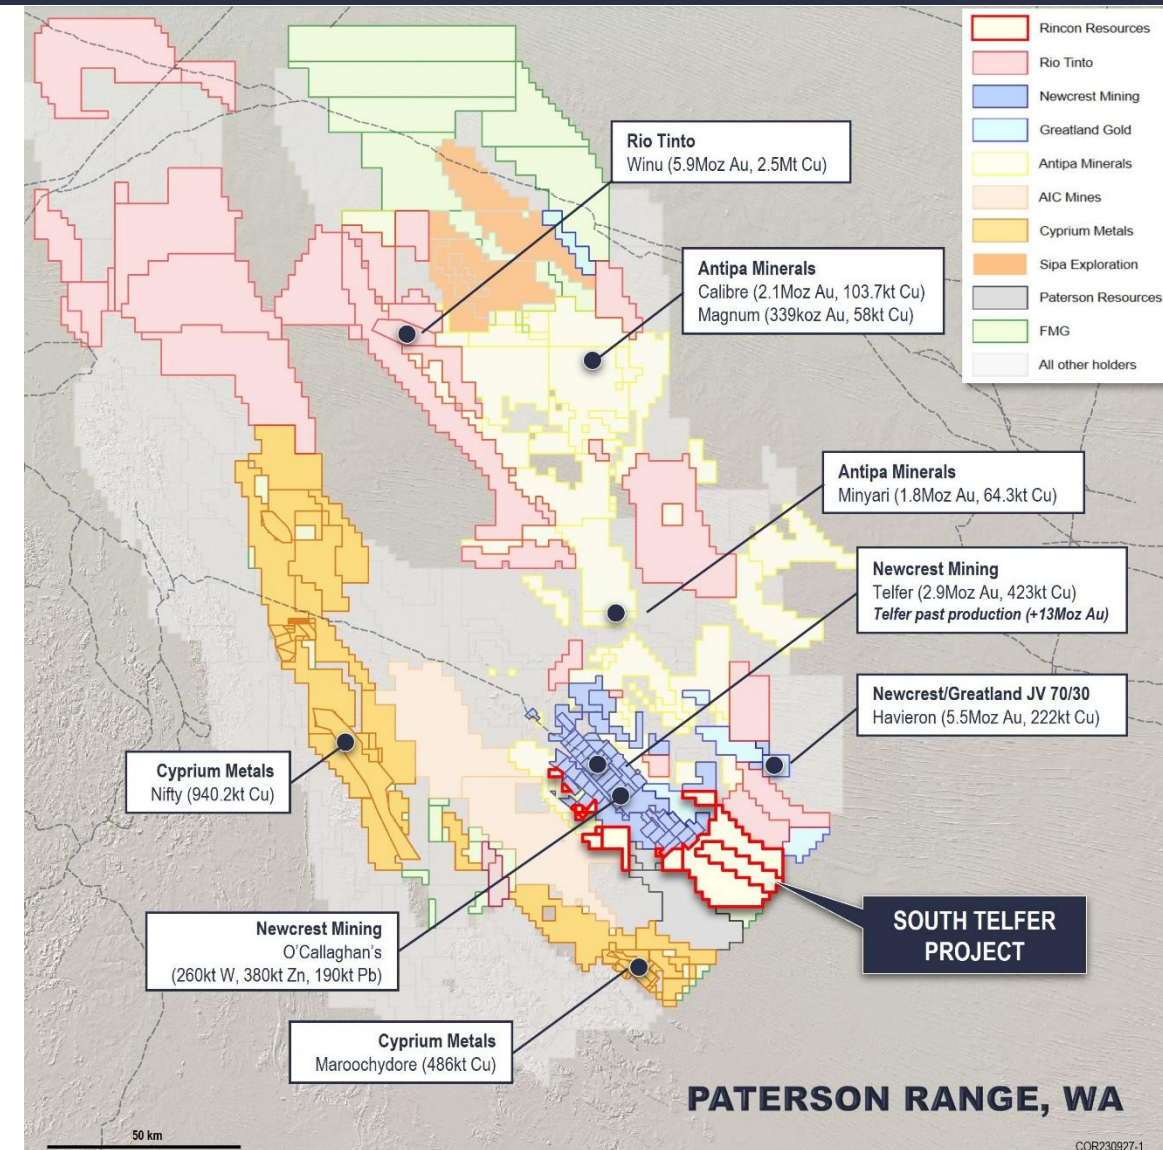 Rincon Resources
Rio Tinto
Newcrest Mining
Greatland Gold
Antipa Minerals
AIC Mines
Cyprium Metals
Sipa Exploration
Paterson Resources
FMG
All other holders
Rio Tinto
Winu (5.9Moz Au, 2.5Mt Cu)
Antipa Minerals
Calibre (2.1Moz Au, 103.7kt Cu)
Magnum (339koz Au, 58kt Cu)
Antipa Minerals
Minyari (1.8Moz Au, 64.3kt Cu)
Newcrest Mining
Telfer (2.9Moz Au, 423kt Cu)
Telfer past production (+13Moz Au)
Newcrest/Greatland JV 70/30
Havieron (5.5Moz Au, 222kt Cu)
Cyprium Metals
Nifty (940.2kt Cu)
SOUTH TELFER
PROJECT
Newcrest Mining
O'Callaghan's
(260kt W, 380kt Zn, 190kt Pb)
Cyprium Metals
Maroochydore (486kt Cu)
PATERSON RANGE, WA
50 km
COR230927-1